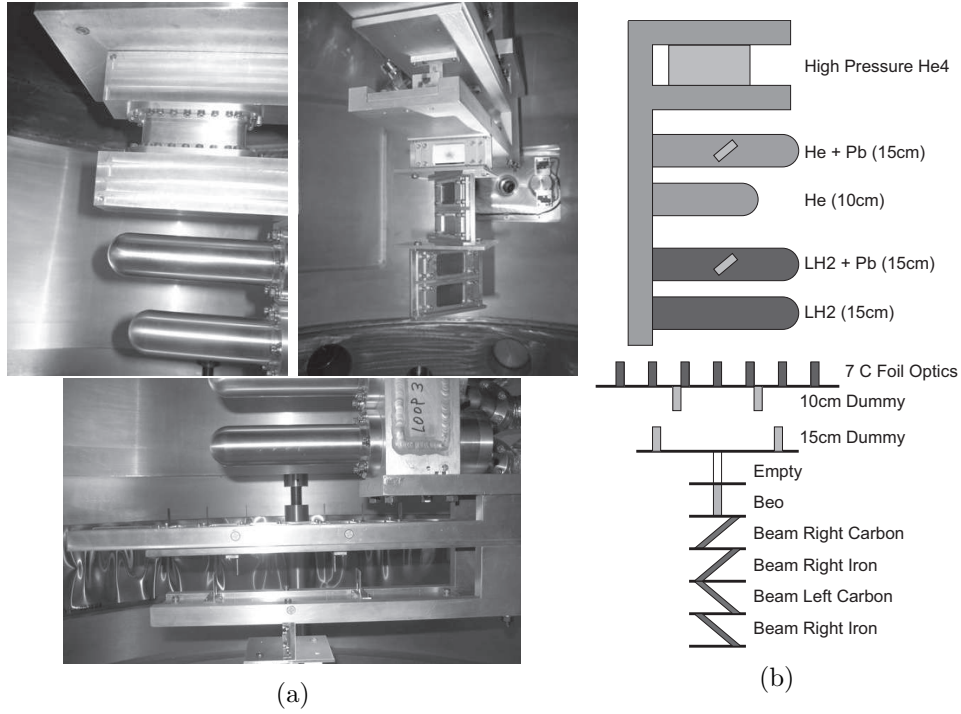 LOOP 3
High Pressure He4
He + Pb (15cm)
He (10cm)
LH2 + Pb (15cm)
LH2 (15cm)
7 C Foil Optics
10cm Dummy
15cm Dummy
Empty
Beo
Beam Right Carbon
Beam Right Iron
Beam Left Carbon
Beam Right Iron
(a)
(b)